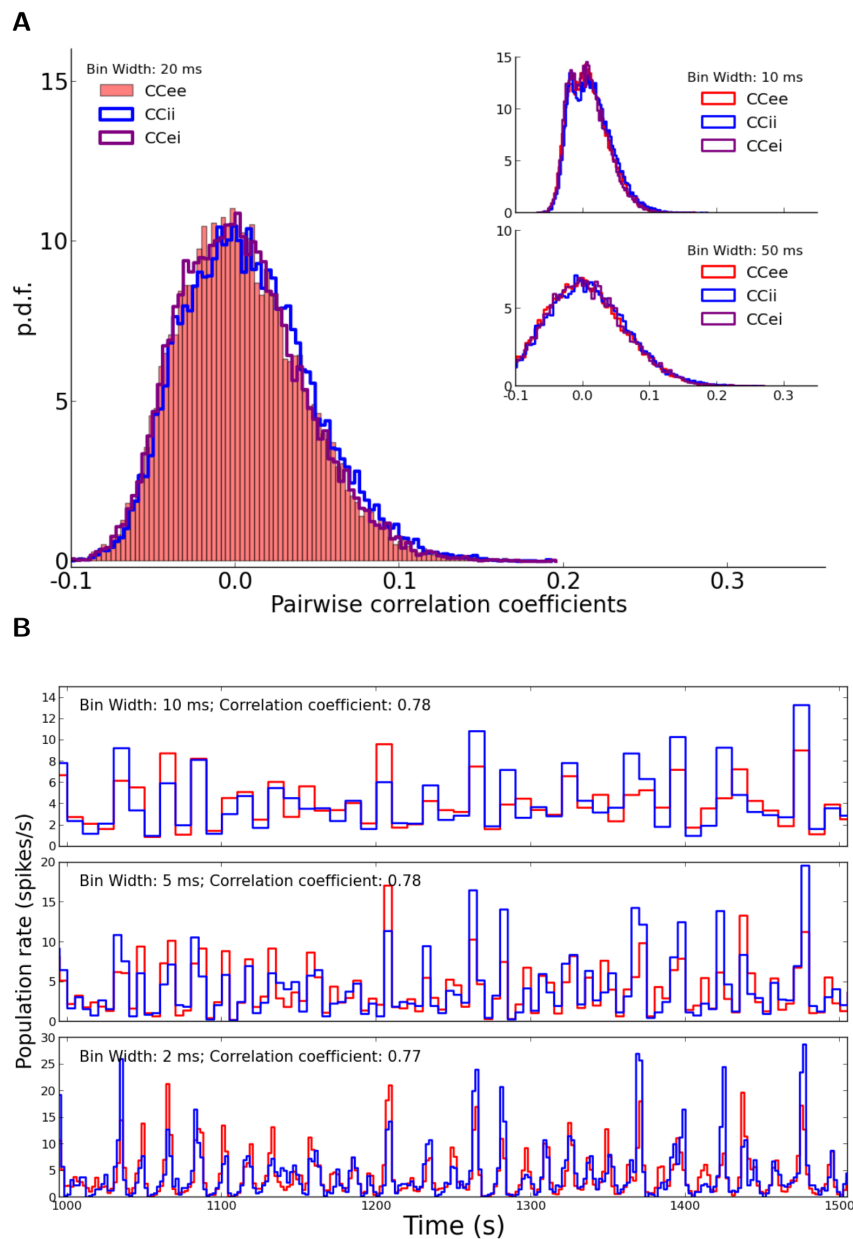 A
Bin Width: 20 ms
CCee
CCii
CCei
15
10
5
0
p.d.f.
-0.1 0.0 0.1 0.2 0.3
Pairwise correlation coefficients
15
10
5
0
Bin Width: 10 ms
CCee
CCii
CCei
10
5
0
Bin Width: 50 ms
CCee
CCii
CCei
-0.1 0.0 0.1 0.2 0.3
B
Population rate (spikes/s)
14
12
10
8
6
4
2
0
Bin Width: 10 ms; Correlation coefficient: 0.78
20
15
10
5
0
Bin Width: 5 ms; Correlation coefficient: 0.78
30
25
20
15
10
5
0
Bin Width: 2 ms; Correlation coefficient: 0.77
1000 1100 1200 1300 1400 1500
Time (s)